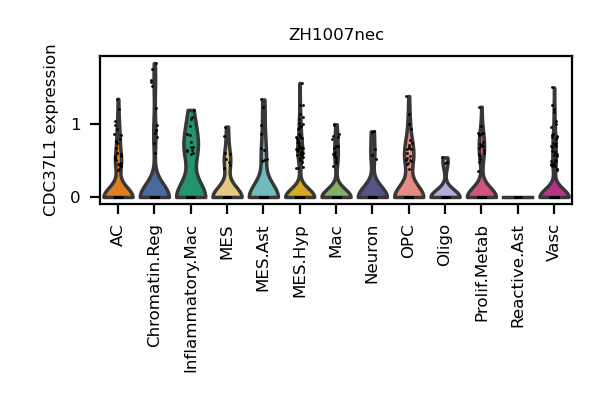 ZH1007nec
CDC37L1 expression
1
0
AC
Chromatin.Reg
Inflammatory.Mac
MES
MES.Ast
MES.Hyp
Mac
Neuron
OPC
Oligo
Prolif.Metab
Reactive.Ast
Vasc